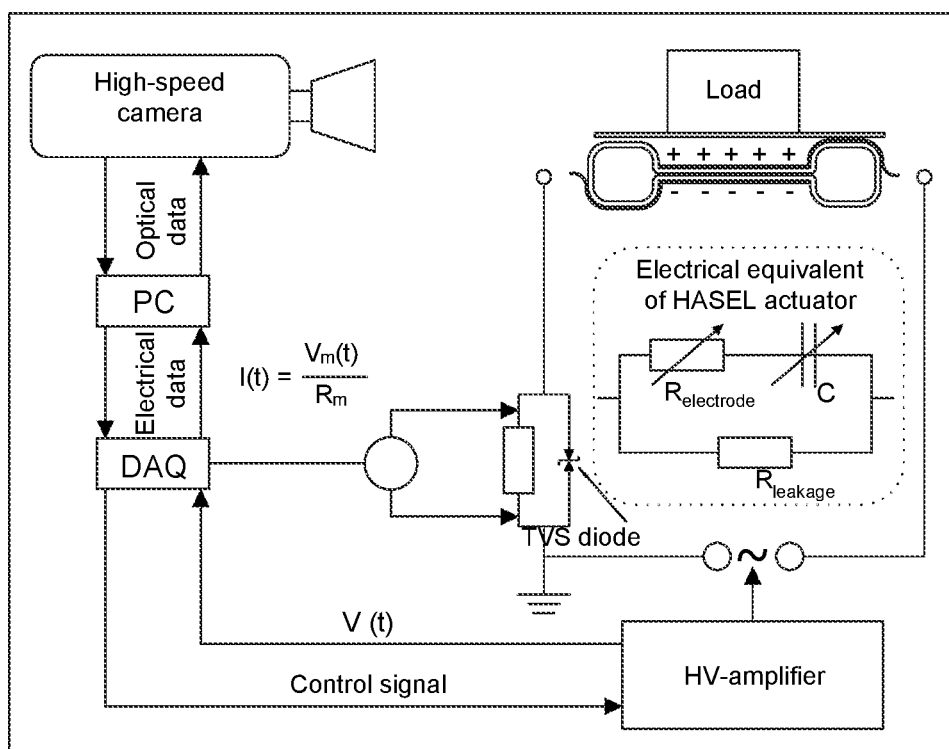 High-speed
camera
Load
+ + + + +
- - - - -
Optical
data
PC
Electrical
data
DAQ
I(t) = Vm(t) / Rm
Electrical equivalent
of HASEL actuator
Relectrode
C
Rleakage
TVS diode
~
V (t)
Control signal
HV-amplifier